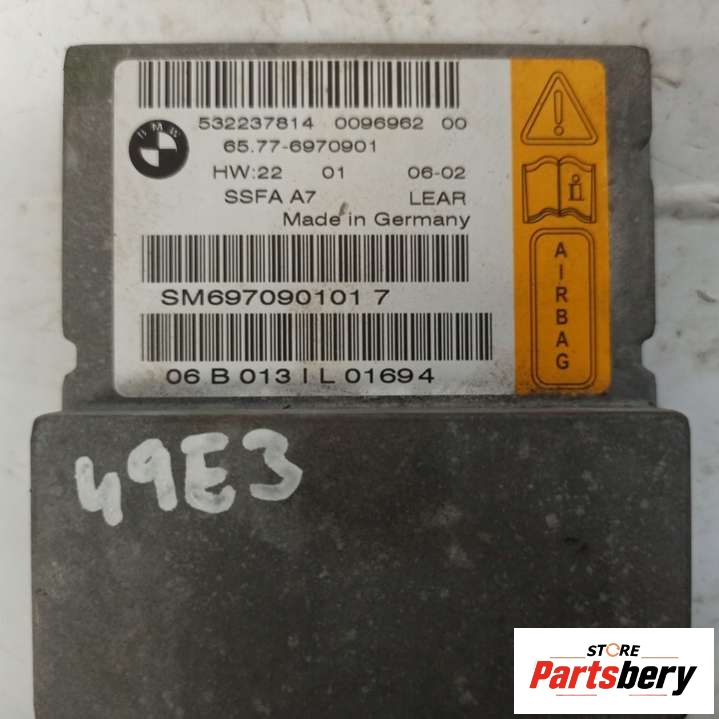 BMW
532237814 0096962 00
65.77-6970901
HW:22 01 06-02
SSFA A7 LEAR
Made in Germany
SM697090101 7
06 B 013 I L 01694
AIRBAG
49E3
STORE
Partsbery